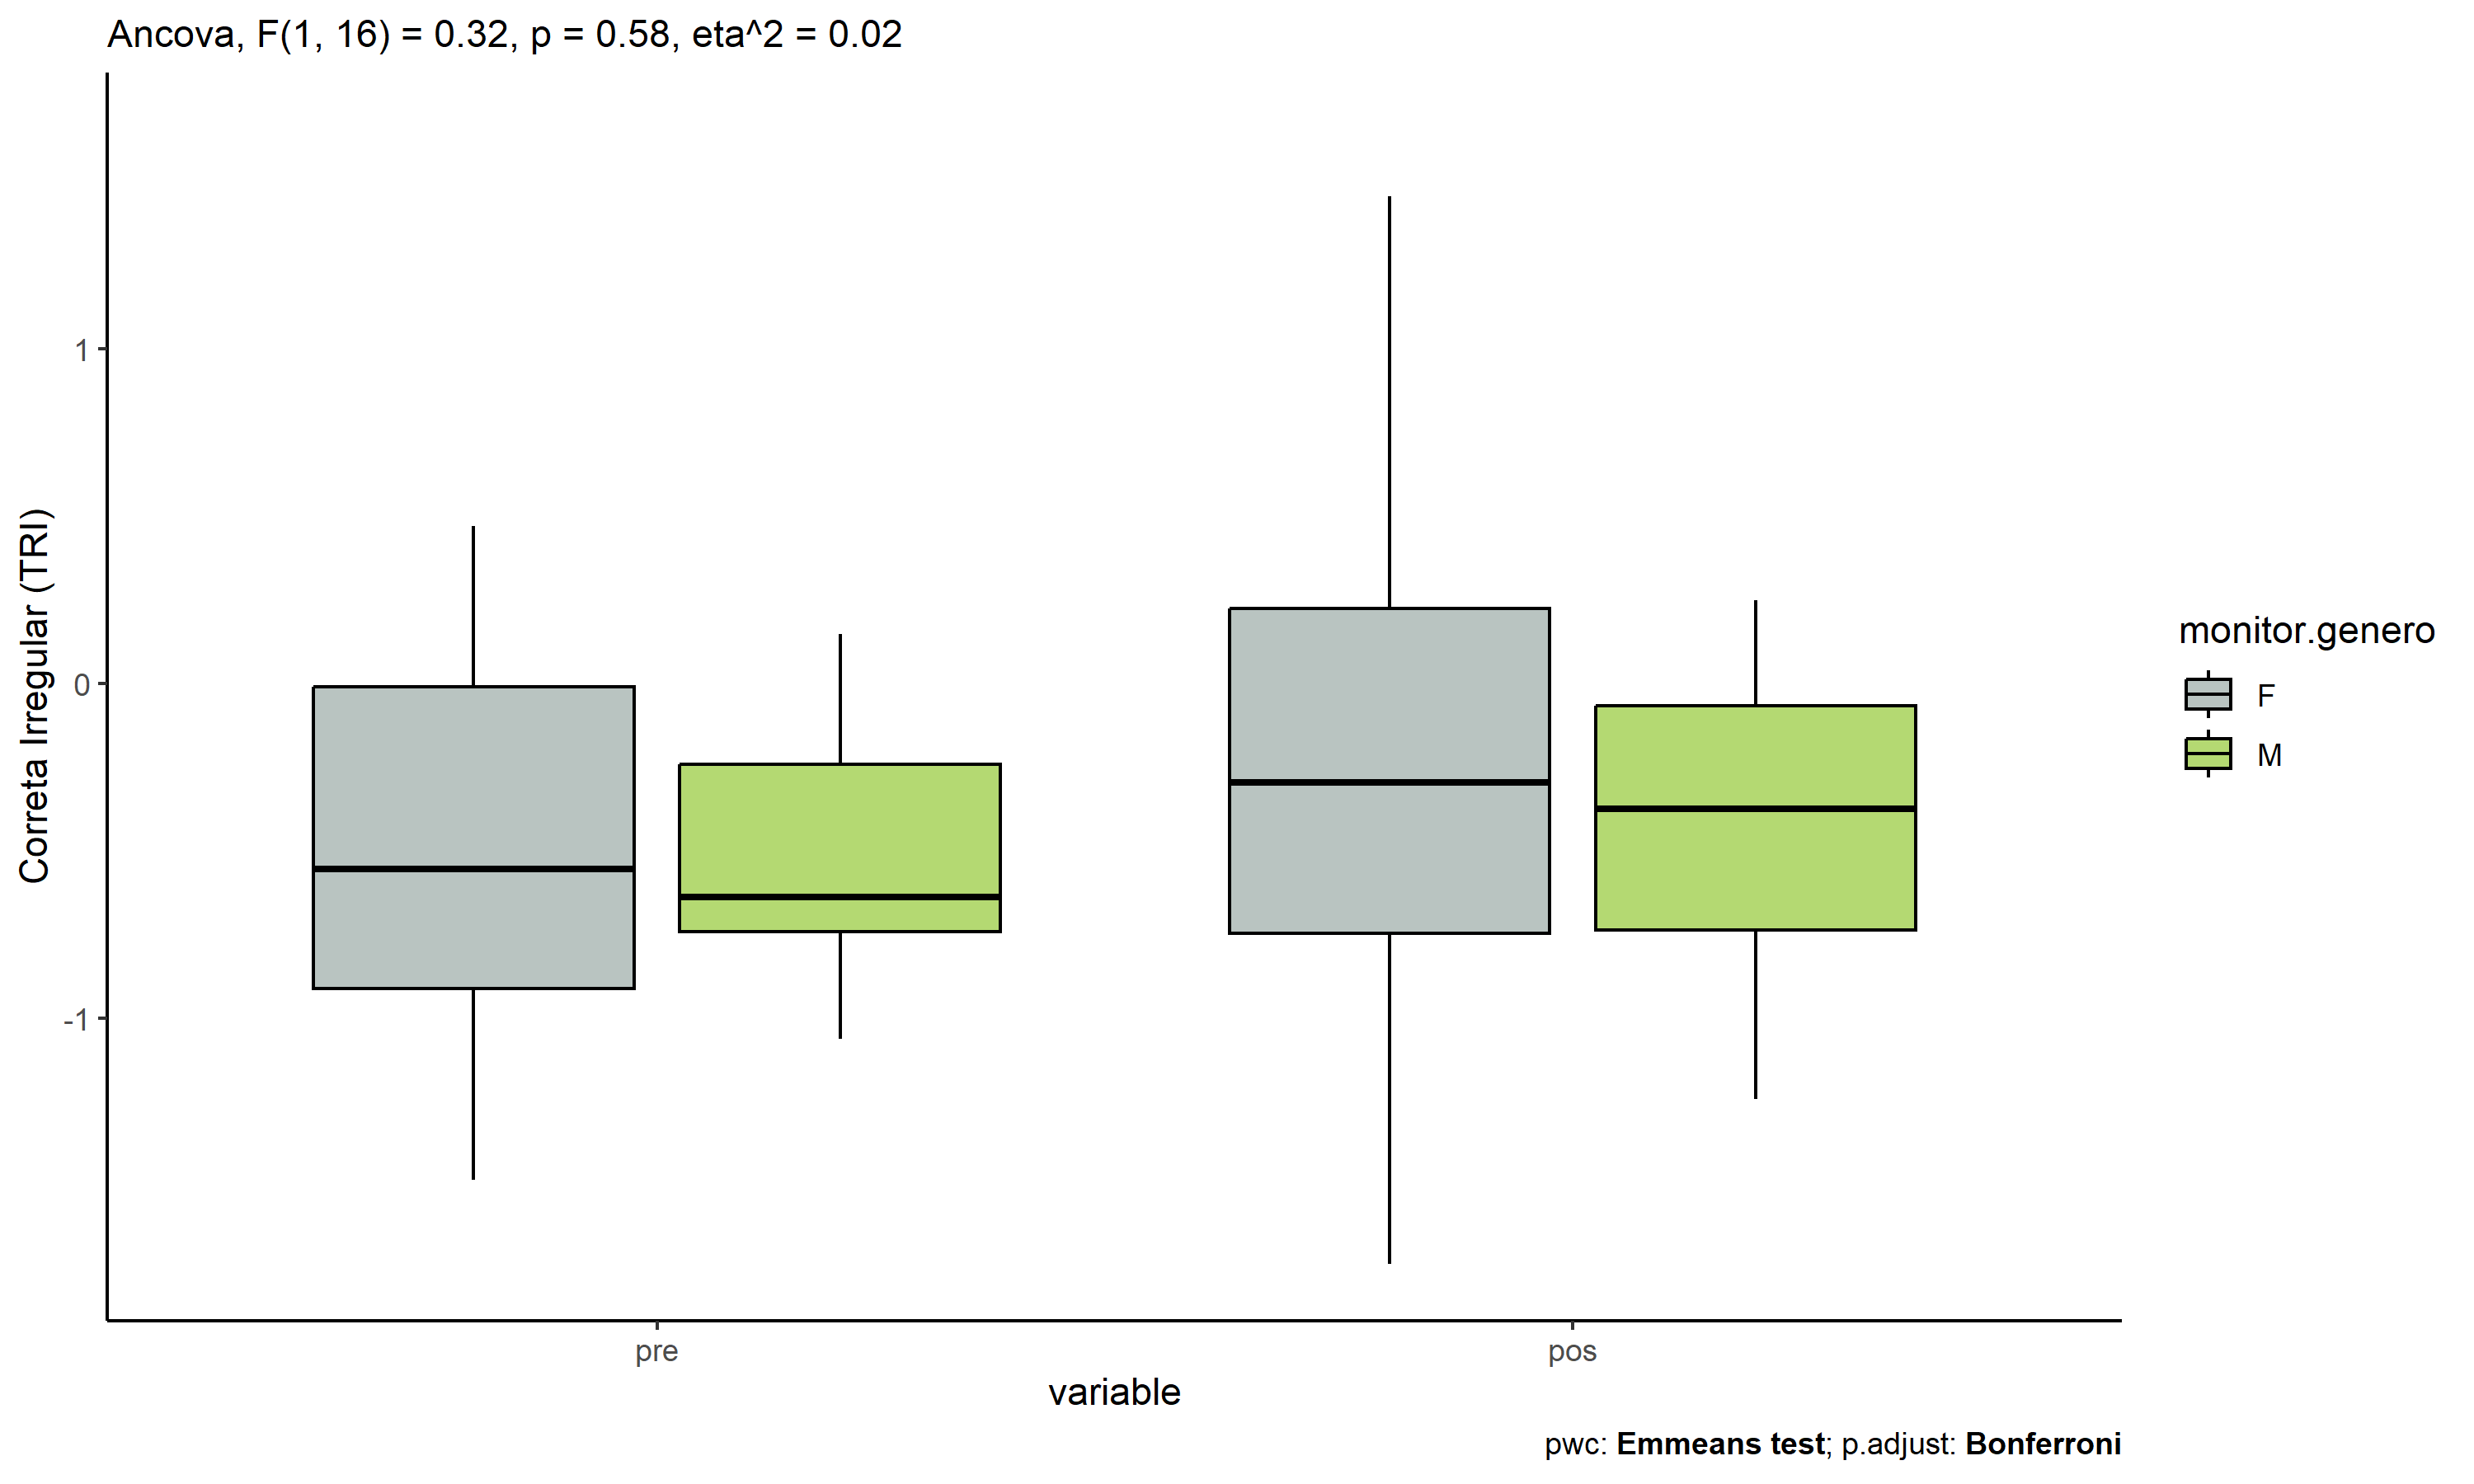 Ancova, F(1, 16) = 0.32, p = 0.58, eta^2 = 0.02
Correta Irregular (TRI)
1
0
-1
pre
pos
variable
monitor.genero
F
M
pwc: Emmeans test; p.adjust: Bonferroni